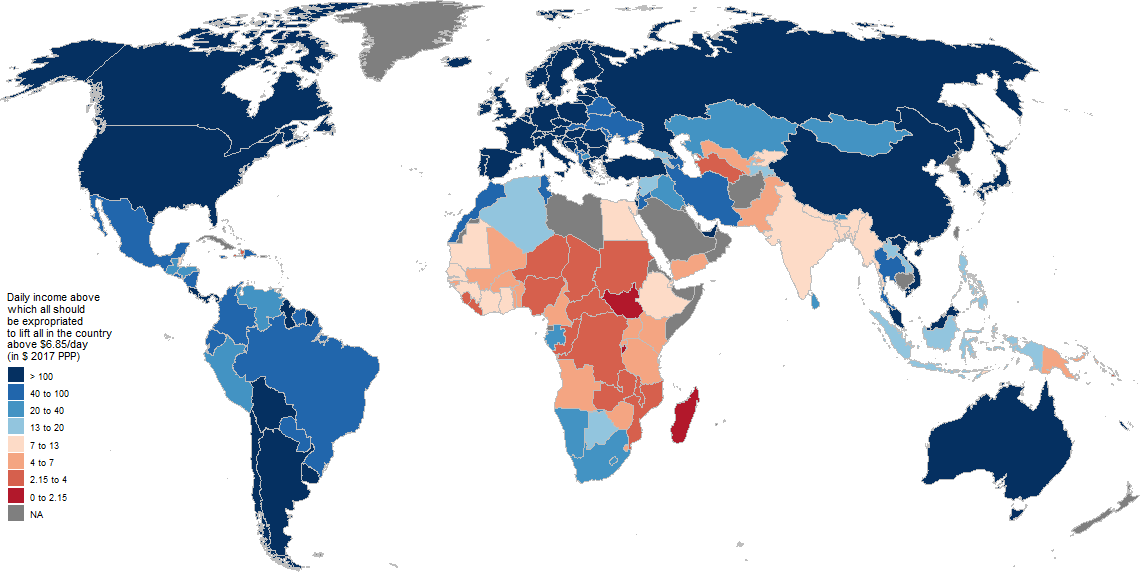 Daily income above
which all should
be expropriated
to lift all in the country
above $6.85/day
(in $ 2017 PPP)
> 100
40 to 100
20 to 40
13 to 20
7 to 13
4 to 7
2.15 to 4
0 to 2.15
NA